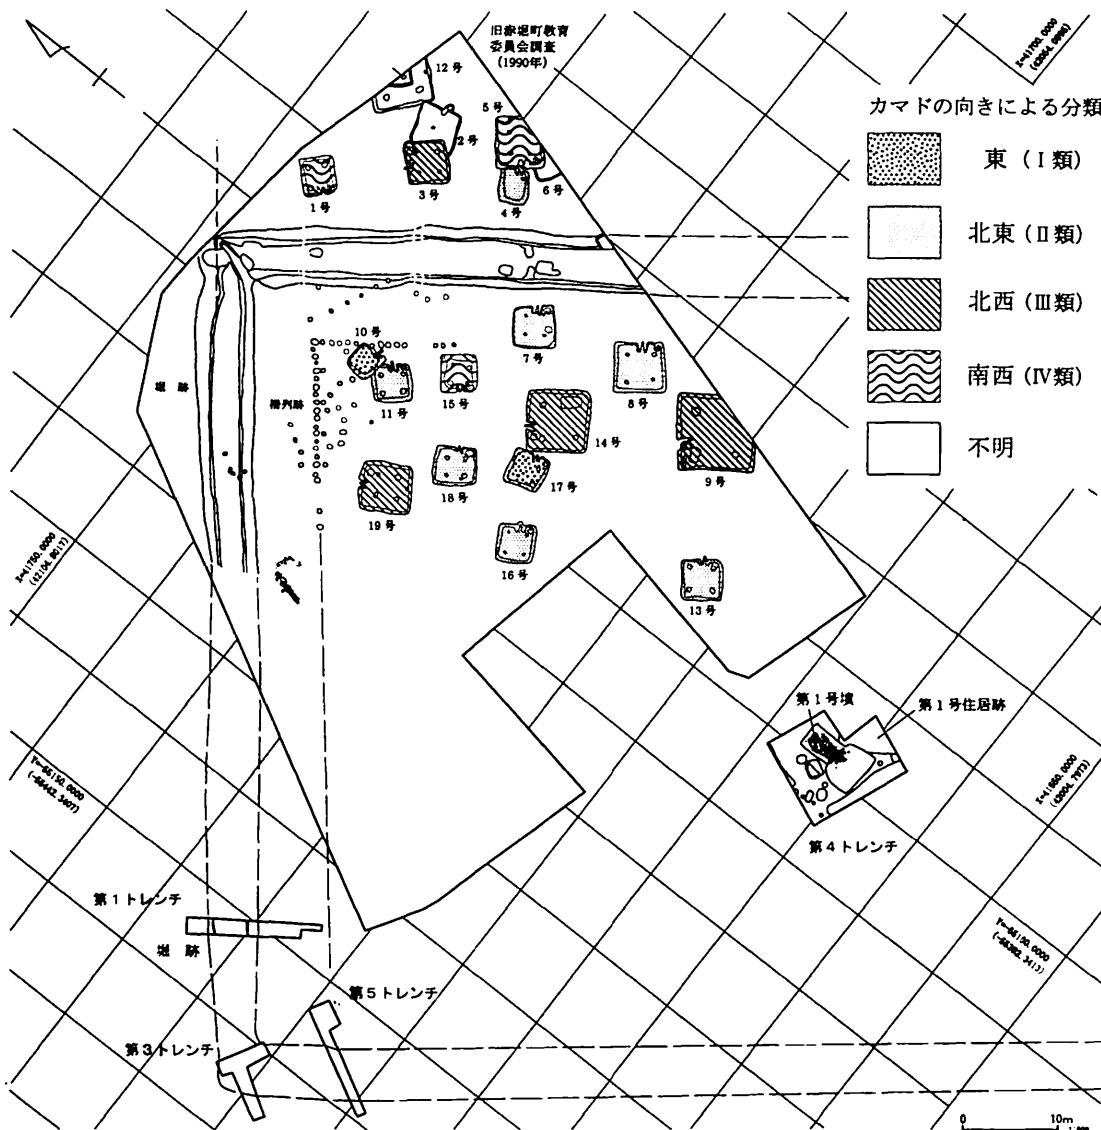 旧赤堀町教育
委員会調査
(1990年)
12号
5号
2号
1号
3号
4号
6号
カマドの向きによる分類
東 (Ⅰ類)
北東 (Ⅱ類)
北西 (Ⅲ類)
南西 (Ⅳ類)
不明
10号
7号
堀 跡
柵列跡
11号
15号
8号
14号
9号
18号
17号
19号
16号
13号
第1号墳
第1号住居跡
第4トレンチ
第1トレンチ
堀 跡
第5トレンチ
第3トレンチ
0 10m